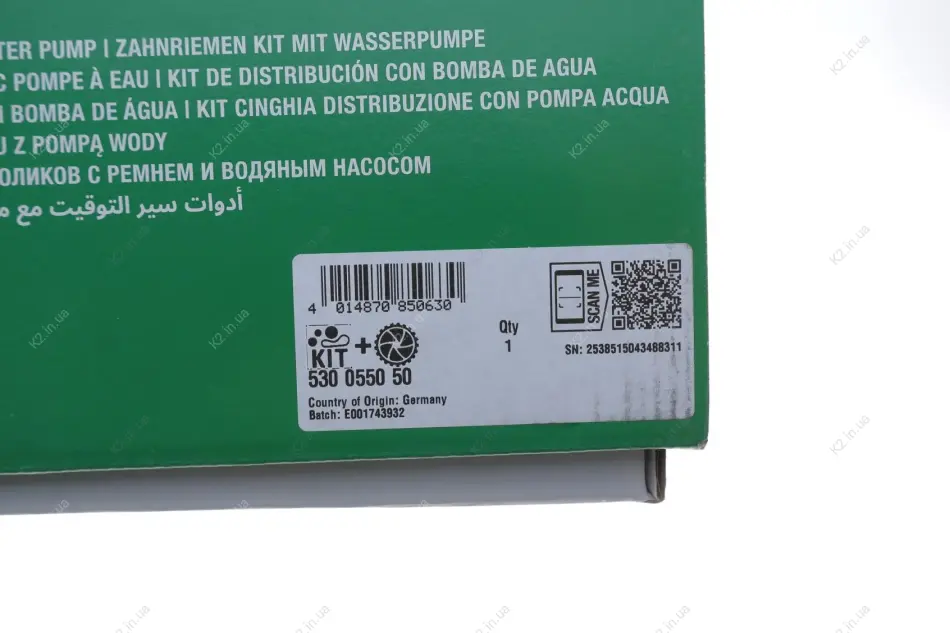 TER PUMP | ZAHNRIEMEN KIT MIT WASSERPUMPE
C POMPE À EAU | KIT DE DISTRIBUCIÓN CON BOMBA DE AGUA
BOMBA DE ÁGUA | KIT CINGHIA DISTRIBUZIONE CON POMPA ACQUA
U Z POMPĄ WODY
ОЛИКОВ С РЕМНЕМ И ВОДЯНЫМ НАСОСОМ
أدوات سير التوقيت مع م
4 014870 850630
SCAN ME
KIT +
Qty
1
SN: 2538515043488311
530 0550 50
Country of Origin: Germany
Batch: E001743932
K2.in.ua